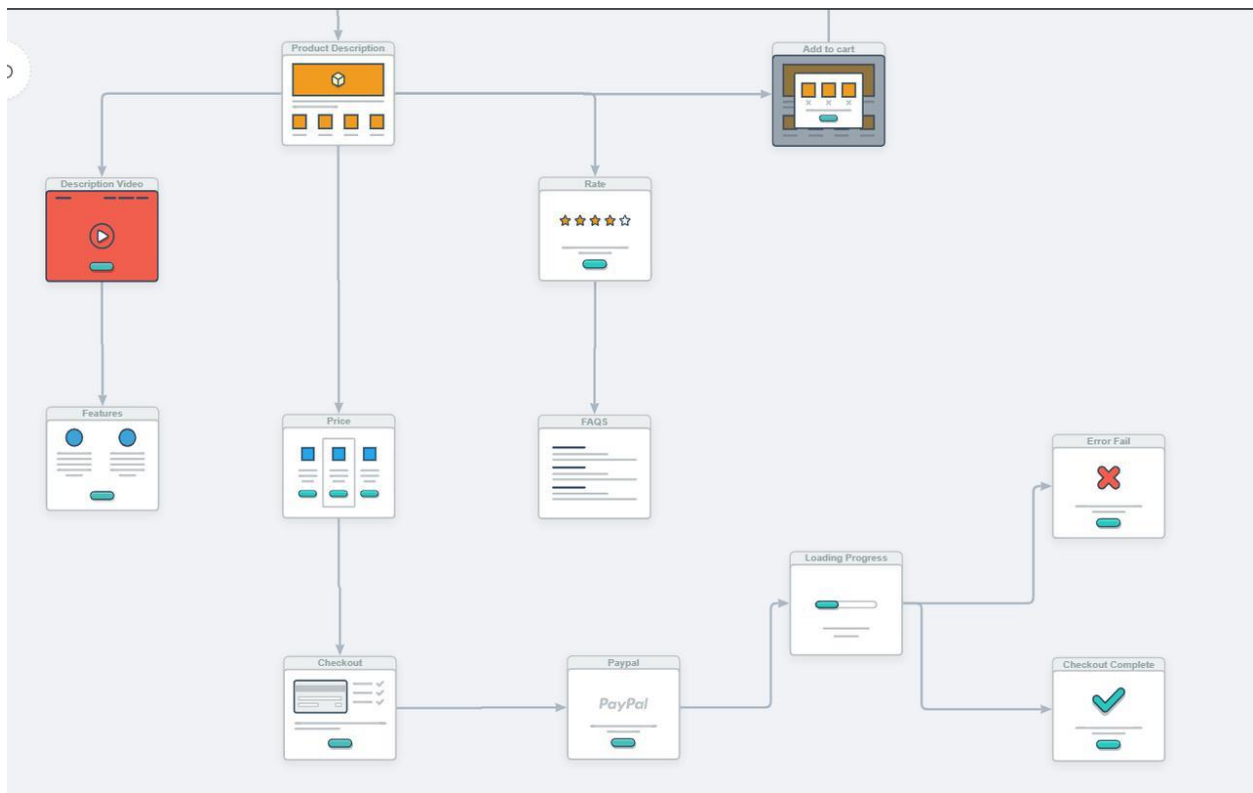 Product Description
Add to cart
Description Video
Rate
Features
Price
FAQS
Error Fail
Loading Progress
Checkout
Paypal
PayPal
Checkout Complete